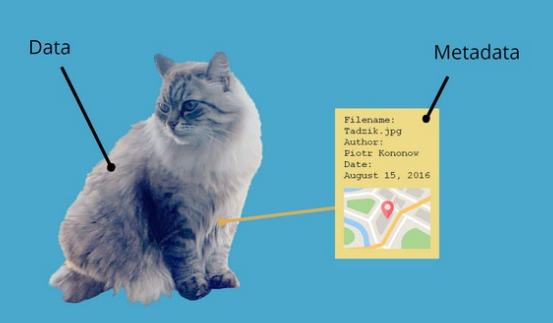 Data
Metadata
Filename:
Tadzik.jpg
Author:
Piotr Kononow
Date:
August 15, 2016